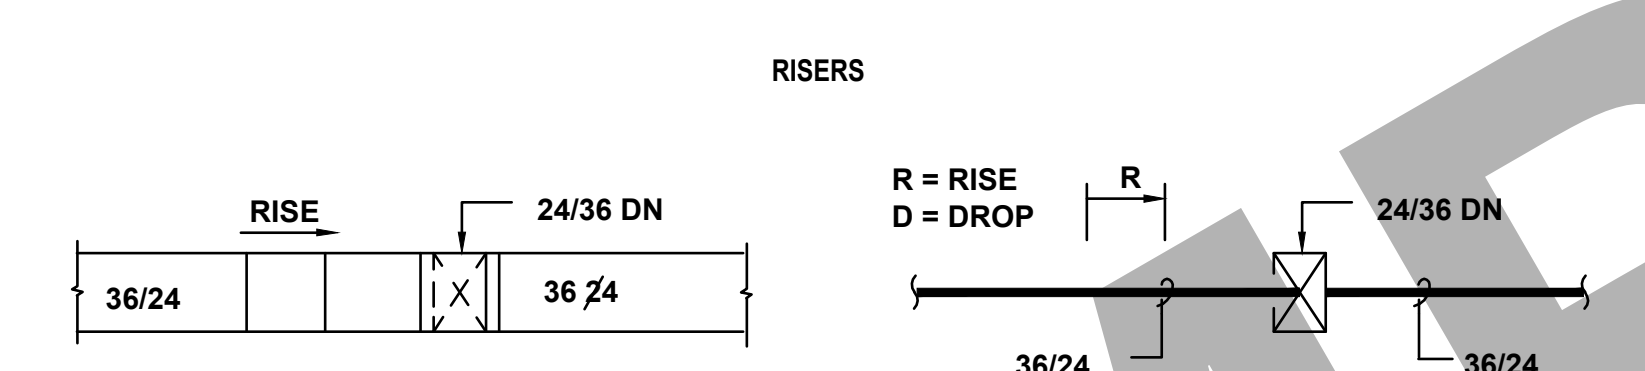 RISERS
RISE
24/36 DN
36/24
36 24
R = RISE
D = DROP
R
24/36 DN
36/24
36/24